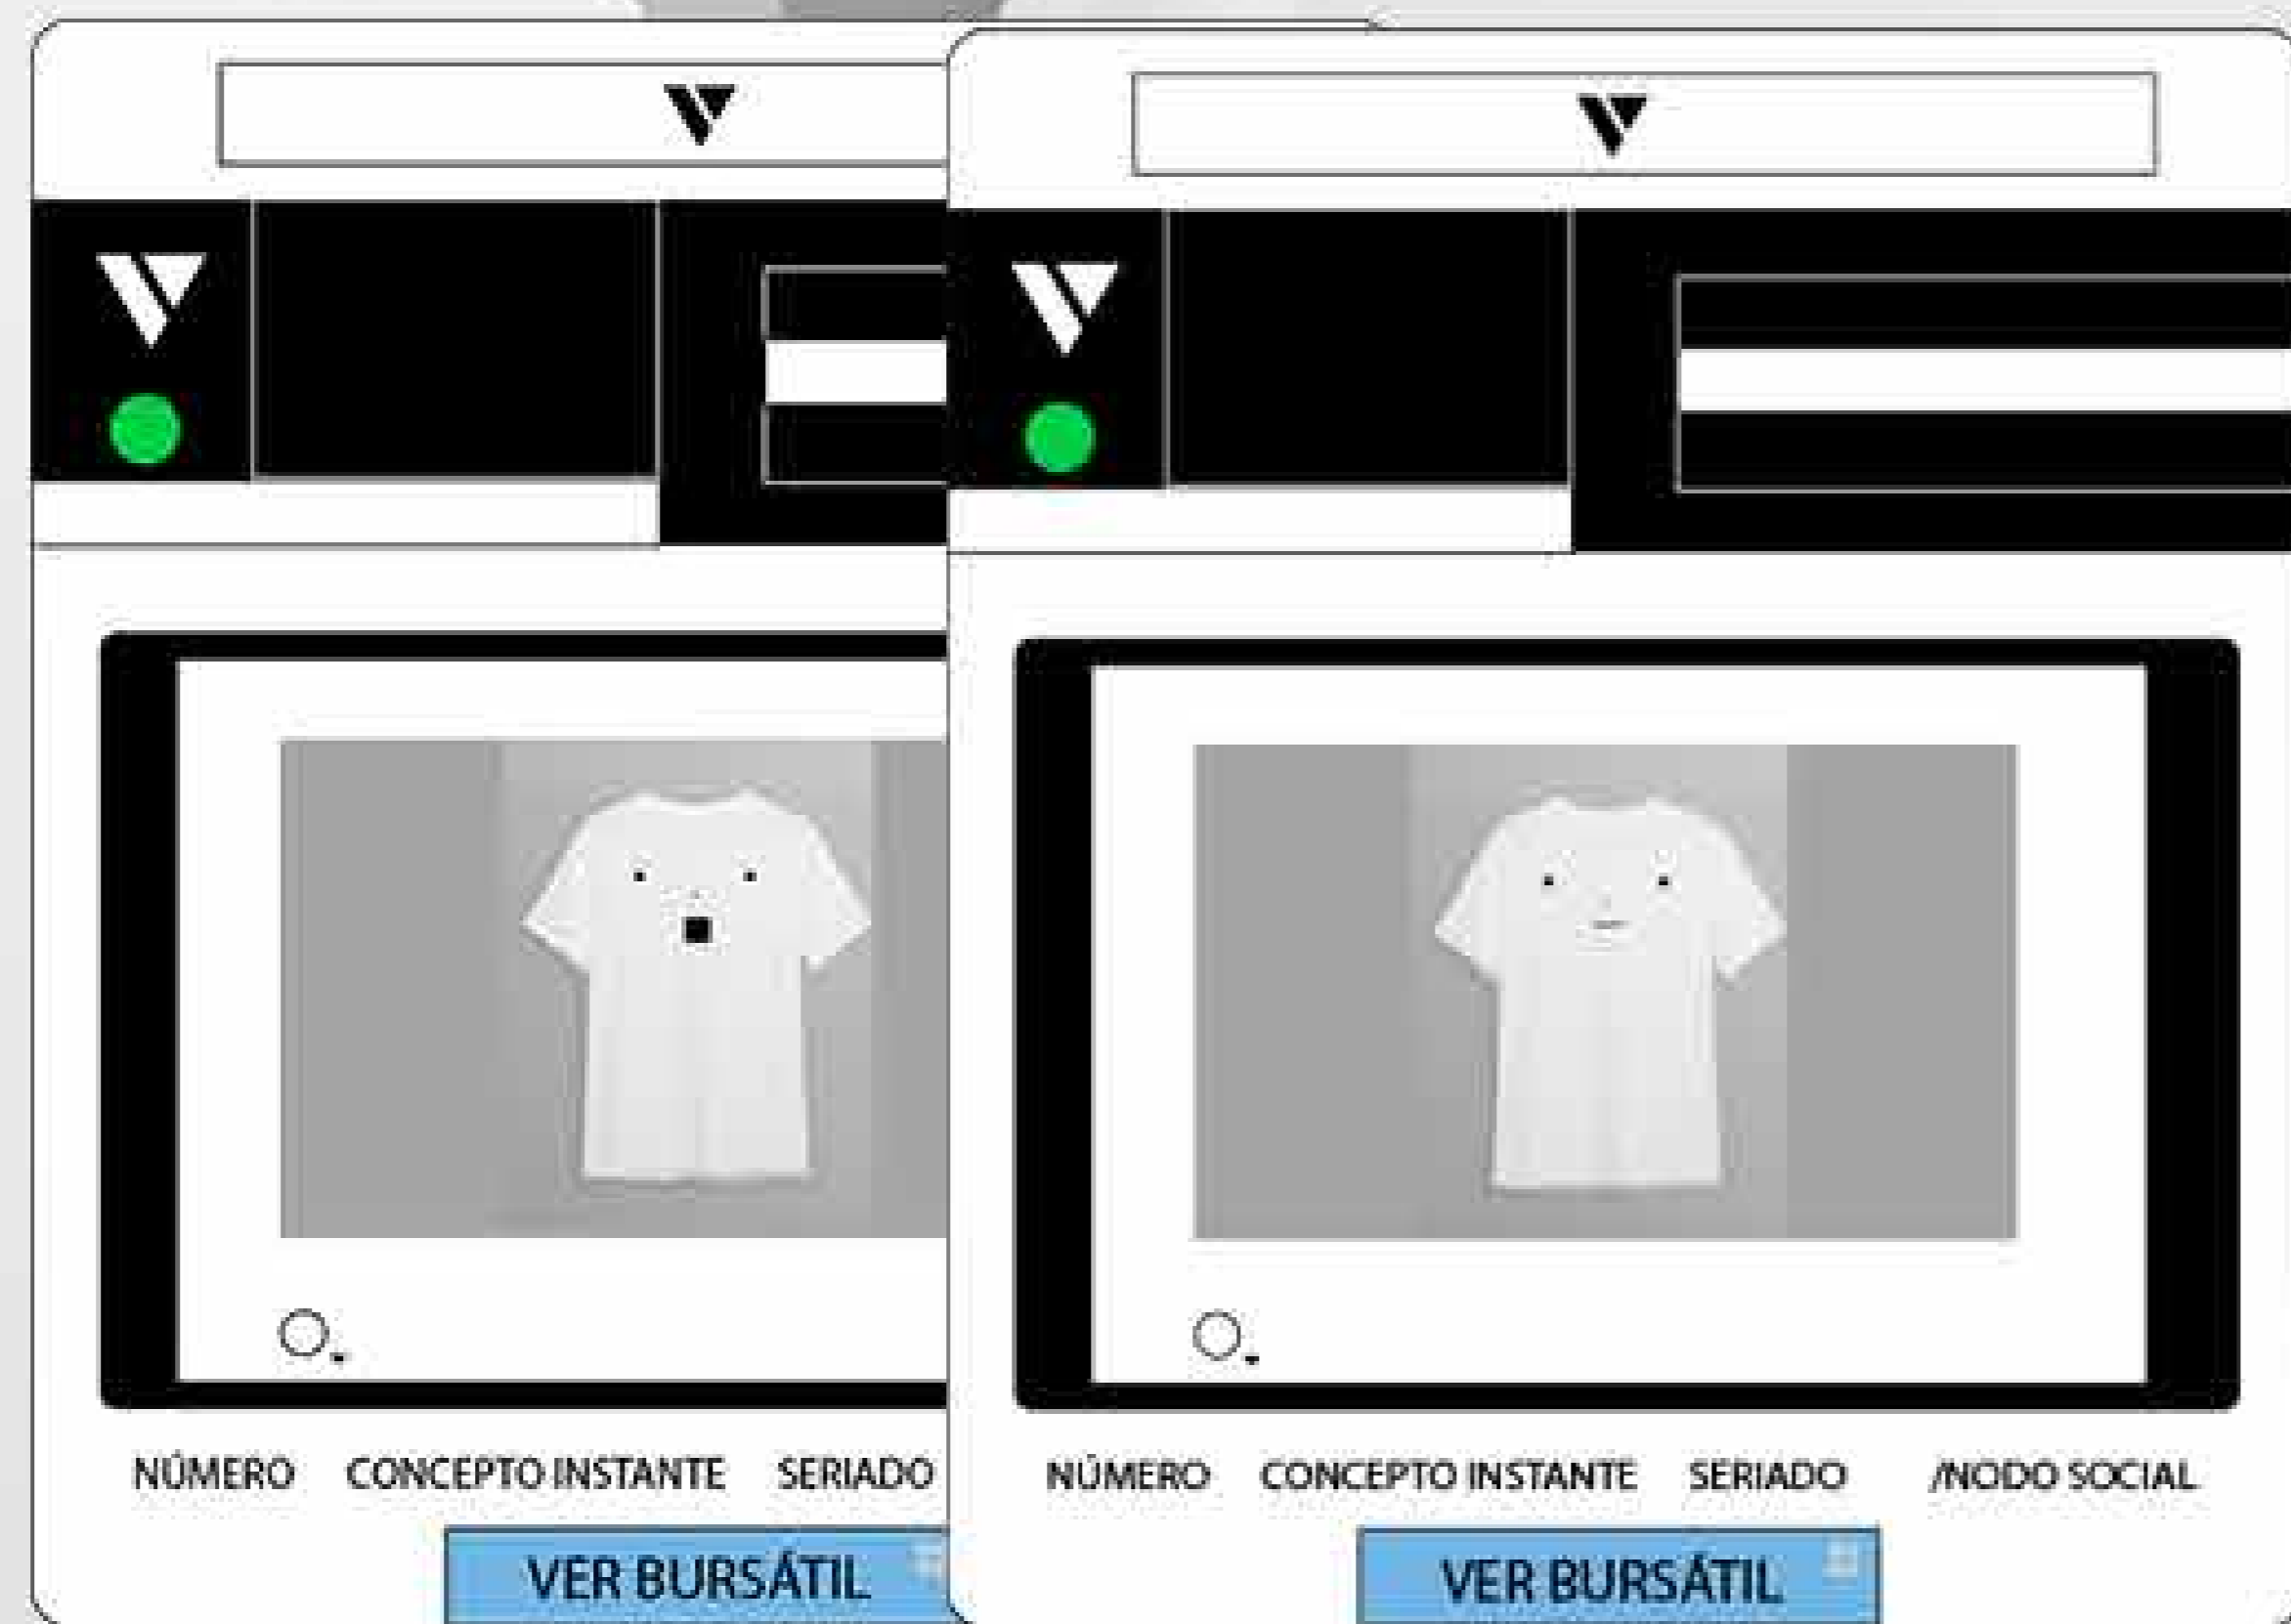 NÚMERO CONCEPTO INSTANTE SERIADO
VER BURSÁTIL
NÚMERO CONCEPTO INSTANTE SERIADO /NODO SOCIAL
VER BURSÁTIL